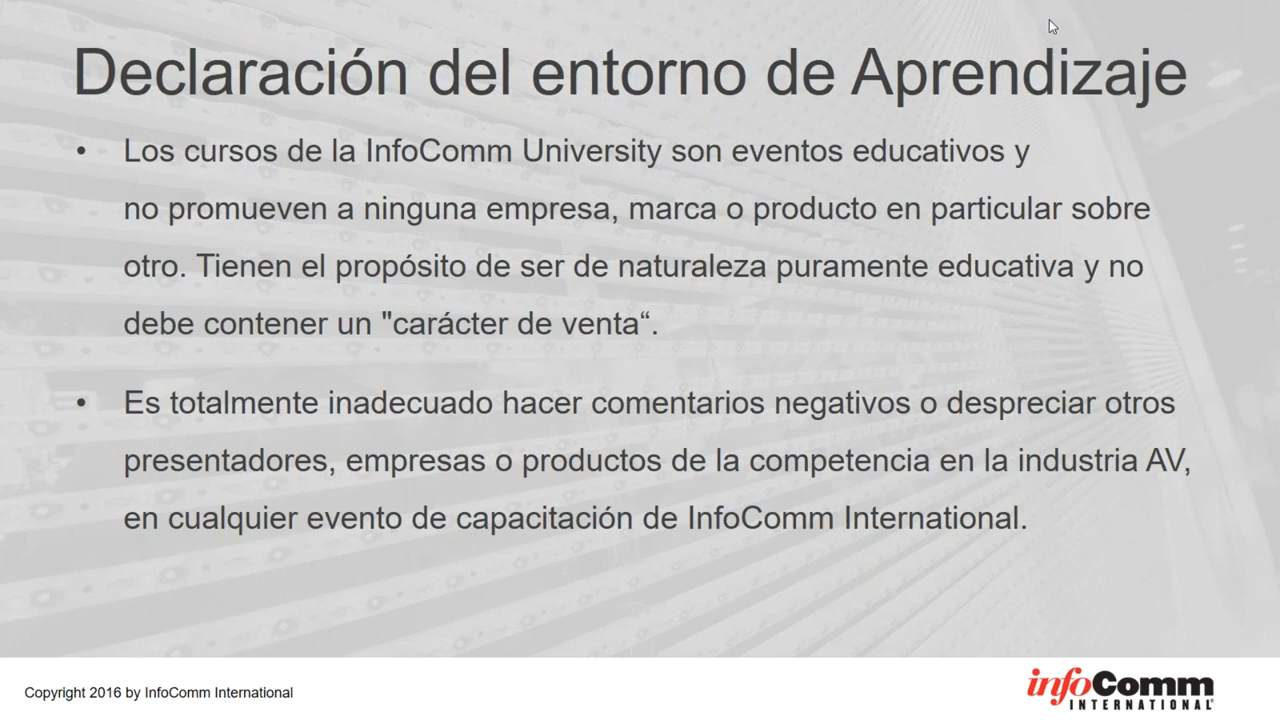 Declaración del entorno de Aprendizaje
• Los cursos de la InfoComm University son eventos educativos y
no promueven a ninguna empresa, marca o producto en particular sobre
otro. Tienen el propósito de ser de naturaleza puramente educativa y no
debe contener un "carácter de venta“.
• Es totalmente inadecuado hacer comentarios negativos o despreciar otros
presentadores, empresas o productos de la competencia en la industria AV,
en cualquier evento de capacitación de InfoComm International.
Copyright 2016 by InfoComm International
infoComm
INTERNATIONAL®